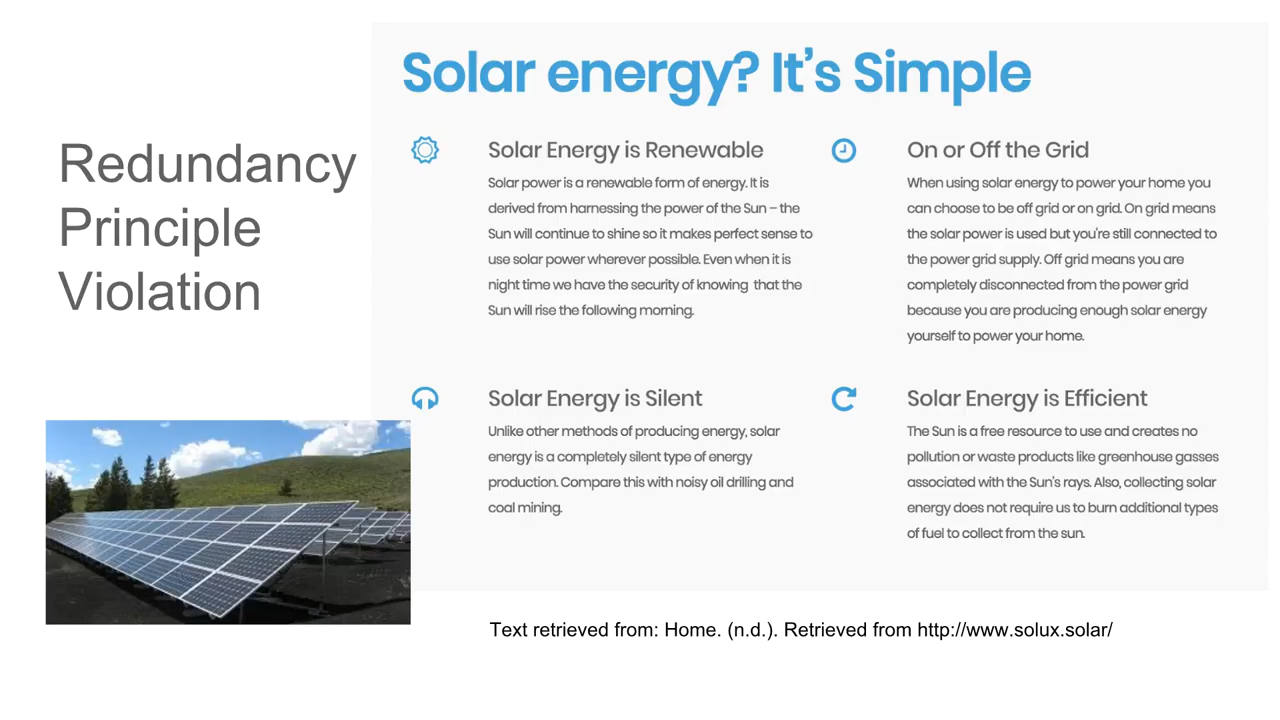 Redundancy
Principle
Violation
Solar energy? It's Simple
Solar Energy is Renewable
Solar power is a renewable form of energy. It is
derived from harnessing the power of the Sun – the
Sun will continue to shine so it makes perfect sense to
use solar power wherever possible. Even when it is
night time we have the security of knowing that the
Sun will rise the following morning.
On or Off the Grid
When using solar energy to power your home you
can choose to be off grid or on grid. On grid means
the solar power is used but you're still connected to
the power grid supply. Off grid means you are
completely disconnected from the power grid
because you are producing enough solar energy
yourself to power your home.
Solar Energy is Silent
Unlike other methods of producing energy, solar
energy is a completely silent type of energy
production. Compare this with noisy oil drilling and
coal mining.
Solar Energy is Efficient
The Sun is a free resource to use and creates no
pollution or waste products like greenhouse gasses
associated with the Sun's rays. Also, collecting solar
energy does not require us to burn additional types
of fuel to collect from the sun.
Text retrieved from: Home. (n.d.). Retrieved from http://www.solux.solar/